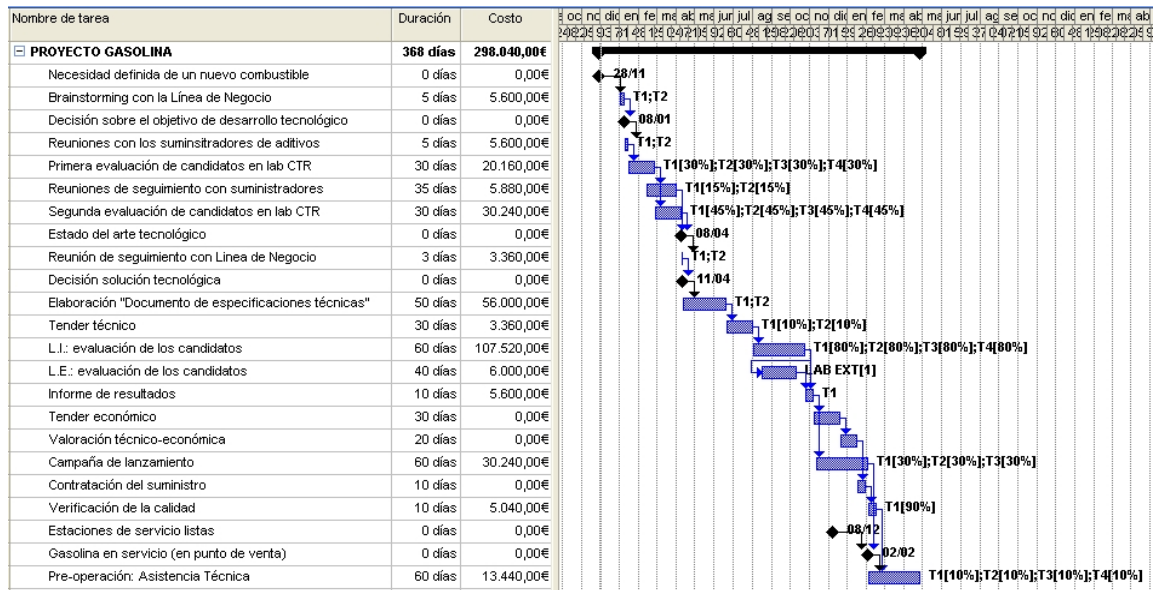 Nombre de tarea Duración Costo
PROYECTO GASOLINA 368 días 298.040,00€
Necesidad definida de un nuevo combustible 0 días 0,00€ 28/11
Brainstorming con la Línea de Negocio 5 días 5.600,00€ T1;T2
Decisión sobre el objetivo de desarrollo tecnológico 0 días 0,00€ 08/01
Reuniones con los suminsitradores de aditivos 5 días 5.600,00€ T1;T2
Primera evaluación de candidatos en lab CTR 30 días 20.160,00€ T1[30%];T2[30%];T3[30%];T4[30%]
Reuniones de seguimiento con suministradores 35 días 5.880,00€ T1[15%];T2[15%]
Segunda evaluación de candidatos en lab CTR 30 días 30.240,00€ T1[45%];T2[45%];T3[45%];T4[45%]
Estado del arte tecnológico 0 días 0,00€ 08/04
Reunión de seguimiento con Linea de Negocio 3 días 3.360,00€ T1;T2
Decisión solución tecnológica 0 días 0,00€ 11/04
Elaboración "Documento de especificaciones técnicas" 50 días 56.000,00€ T1;T2
Tender técnico 30 días 3.360,00€ T1[10%];T2[10%]
L.I.: evaluación de los candidatos 60 días 107.520,00€ T1[80%];T2[80%];T3[80%];T4[80%]
L.E.: evaluación de los candidatos 40 días 6.000,00€ LAB EXT[1]
Informe de resultados 10 días 5.600,00€ T1
Tender económico 30 días 0,00€
Valoración técnico-económica 20 días 0,00€
Campaña de lanzamiento 60 días 30.240,00€ T1[30%];T2[30%];T3[30%]
Contratación del suministro 10 días 0,00€
Verificación de la calidad 10 días 5.040,00€ T1[90%]
Estaciones de servicio listas 0 días 0,00€ 08/12
Gasolina en servicio (en punto de venta) 0 días 0,00€ 02/02
Pre-operación: Asistencia Técnica 60 días 13.440,00€ T1[10%];T2[10%];T3[10%];T4[10%]